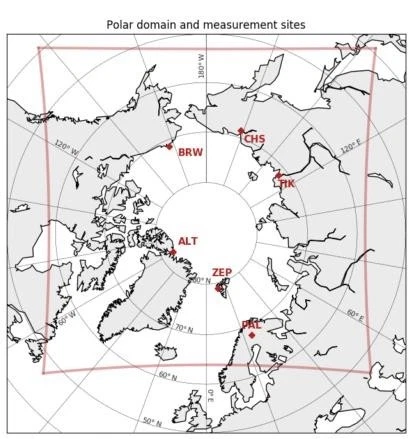 Polar domain and measurement sites
180° W
120° W
120° E
CHS
BRW
TIK
ALT
ZEP
80° N
60° W
60° E
70° N
PAL
60° N
0° E
50° N